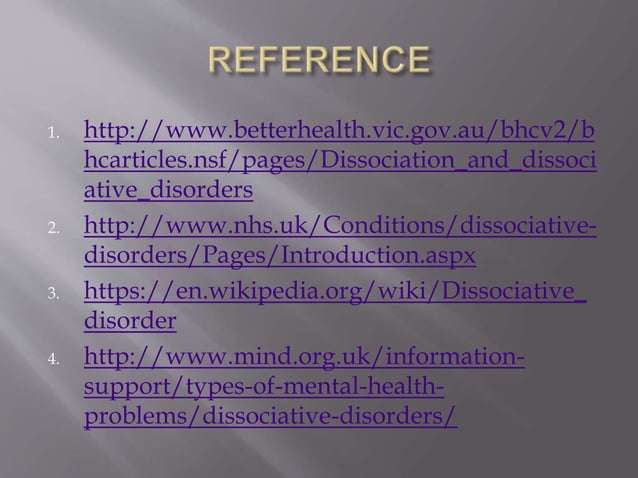 REFERENCE
1. http://www.betterhealth.vic.gov.au/bhcv2/b
hcarticles.nsf/pages/Dissociation_and_dissoci
ative_disorders
2. http://www.nhs.uk/Conditions/dissociative-
disorders/Pages/Introduction.aspx
3. https://en.wikipedia.org/wiki/Dissociative_
disorder
4. http://www.mind.org.uk/information-
support/types-of-mental-health-
problems/dissociative-disorders/